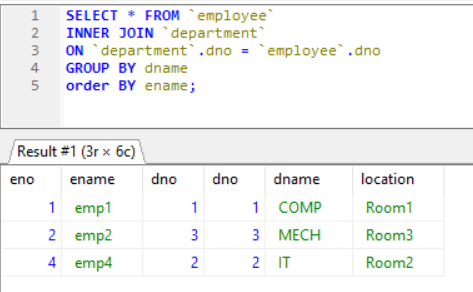 1 SELECT * FROM `employee`
2 INNER JOIN `department`
3 ON `department`.dno = `employee`.dno
4 GROUP BY dname
5 order BY ename;
Result #1 (3r × 6c)
eno ename dno dno dname location
1 emp1 1 1 COMP Room1
2 emp2 3 3 MECH Room3
4 emp4 2 2 IT Room2